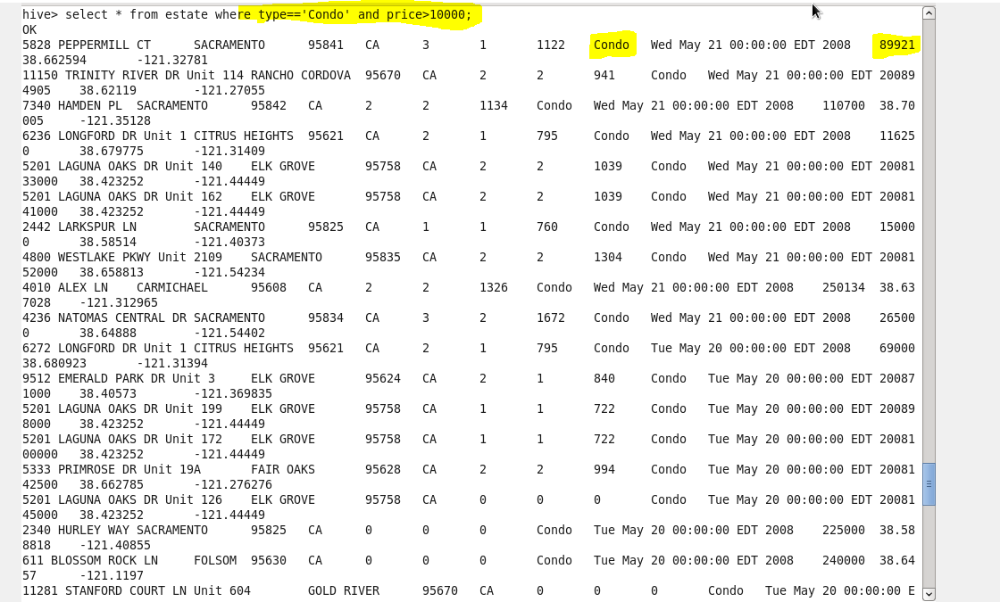 hive> select * from estate where type=='Condo' and price>10000;
OK
5828 PEPPERMILL CT SACRAMENTO 95841 CA 3 1 1122 Condo Wed May 21 00:00:00 EDT 2008 89921
38.662594 -121.32781
11150 TRINITY RIVER DR Unit 114 RANCHO CORDOVA 95670 CA 2 2 941 Condo Wed May 21 00:00:00 EDT 20089
4905 38.62119 -121.27055
7340 HAMDEN PL SACRAMENTO 95842 CA 2 2 1134 Condo Wed May 21 00:00:00 EDT 2008 110700 38.70
005 -121.35128
6236 LONGFORD DR Unit 1 CITRUS HEIGHTS 95621 CA 2 1 795 Condo Wed May 21 00:00:00 EDT 2008 11625
0 38.679775 -121.31409
5201 LAGUNA OAKS DR Unit 140 ELK GROVE 95758 CA 2 2 1039 Condo Wed May 21 00:00:00 EDT 20081
33000 38.423252 -121.44449
5201 LAGUNA OAKS DR Unit 162 ELK GROVE 95758 CA 2 2 1039 Condo Wed May 21 00:00:00 EDT 20081
41000 38.423252 -121.44449
2442 LARKSPUR LN SACRAMENTO 95825 CA 1 1 760 Condo Wed May 21 00:00:00 EDT 2008 15000
0 38.58514 -121.40373
4800 WESTLAKE PKWY Unit 2109 SACRAMENTO 95835 CA 2 2 1304 Condo Wed May 21 00:00:00 EDT 20081
52000 38.658813 -121.54234
4010 ALEX LN CARMICHAEL 95608 CA 2 2 1326 Condo Wed May 21 00:00:00 EDT 2008 250134 38.63
7028 -121.312965
4236 NATOMAS CENTRAL DR SACRAMENTO 95834 CA 3 2 1672 Condo Wed May 21 00:00:00 EDT 2008 26500
0 38.64888 -121.54402
6272 LONGFORD DR Unit 1 CITRUS HEIGHTS 95621 CA 2 1 795 Condo Tue May 20 00:00:00 EDT 2008 69000
38.680923 -121.31394
9512 EMERALD PARK DR Unit 3 ELK GROVE 95624 CA 2 1 840 Condo Tue May 20 00:00:00 EDT 20087
1000 38.40573 -121.369835
5201 LAGUNA OAKS DR Unit 199 ELK GROVE 95758 CA 1 1 722 Condo Tue May 20 00:00:00 EDT 20089
8000 38.423252 -121.44449
5201 LAGUNA OAKS DR Unit 172 ELK GROVE 95758 CA 1 1 722 Condo Tue May 20 00:00:00 EDT 20081
00000 38.423252 -121.44449
5333 PRIMROSE DR Unit 19A FAIR OAKS 95628 CA 2 2 994 Condo Tue May 20 00:00:00 EDT 20081
42500 38.662785 -121.276276
5201 LAGUNA OAKS DR Unit 126 ELK GROVE 95758 CA 0 0 0 Condo Tue May 20 00:00:00 EDT 20081
45000 38.423252 -121.44449
2340 HURLEY WAY SACRAMENTO 95825 CA 0 0 0 Condo Tue May 20 00:00:00 EDT 2008 225000 38.58
8818 -121.40855
611 BLOSSOM ROCK LN FOLSOM 95630 CA 0 0 0 Condo Tue May 20 00:00:00 EDT 2008 240000 38.64
57 -121.1197
11281 STANFORD COURT LN Unit 604 GOLD RIVER 95670 CA 0 0 0 Condo Tue May 20 00:00:00 E